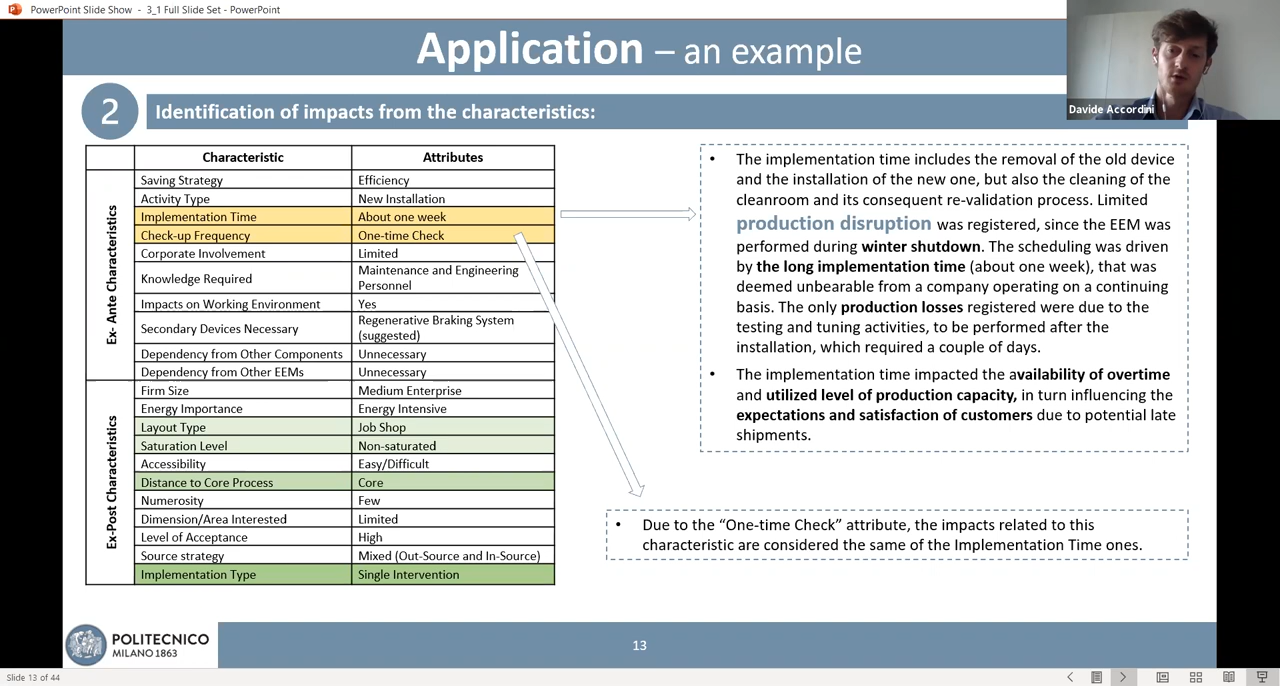 PowerPoint Slide Show - 3_1 Full Slide Set - PowerPoint
Application – an example
Davide Accordini
2
Identification of impacts from the characteristics:
Characteristic Attributes
Ex- Ante Characteristics
Saving Strategy Efficiency
Activity Type New Installation
Implementation Time About one week
Check-up Frequency One-time Check
Corporate Involvement Limited
Knowledge Required Maintenance and Engineering
Personnel
Impacts on Working Environment Yes
Secondary Devices Necessary Regenerative Braking System
(suggested)
Dependency from Other Components Unnecessary
Dependency from Other EEMs Unnecessary
Ex-Post Characteristics
Firm Size Medium Enterprise
Energy Importance Energy Intensive
Layout Type Job Shop
Saturation Level Non-saturated
Accessibility Easy/Difficult
Distance to Core Process Core
Numerosity Few
Dimension/Area Interested Limited
Level of Acceptance High
Source strategy Mixed (Out-Source and In-Source)
Implementation Type Single Intervention
• The implementation time includes the removal of the old device
and the installation of the new one, but also the cleaning of the
cleanroom and its consequent re-validation process. Limited
production disruption was registered, since the EEM was
performed during winter shutdown. The scheduling was driven
by the long implementation time (about one week), that was
deemed unbearable from a company operating on a continuing
basis. The only production losses registered were due to the
testing and tuning activities, to be performed after the
installation, which required a couple of days.
• The implementation time impacted the availability of overtime
and utilized level of production capacity, in turn influencing the
expectations and satisfaction of customers due to potential late
shipments.
• Due to the “One-time Check” attribute, the impacts related to this
characteristic are considered the same of the Implementation Time ones.
POLITECNICO
MILANO 1863
13
Slide 13 of 44